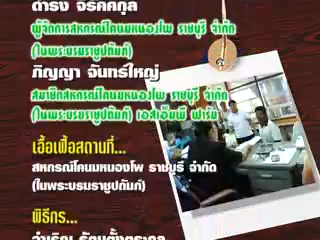 ดำรง จิรัคคกุล
ผู้จัดการสหกรณ์โคนมหนองโพ ราชบุรี จำกัด
(ในพระบรมราชูปถัมภ์)
ภิญญา จันทร์ใหญ่
สมาชิกสหกรณ์โคนมหนองโพ ราชบุรี จำกัด
(ในพระบรมราชูปถัมภ์) เอสเอ็มพี ฟาร์ม
เอื้อเฟื้อสถานที่...
สหกรณ์โคนมหนองโพ ราชบุรี จำกัด
(ในพระบรมราชูปถัมภ์)
พิธีกร...